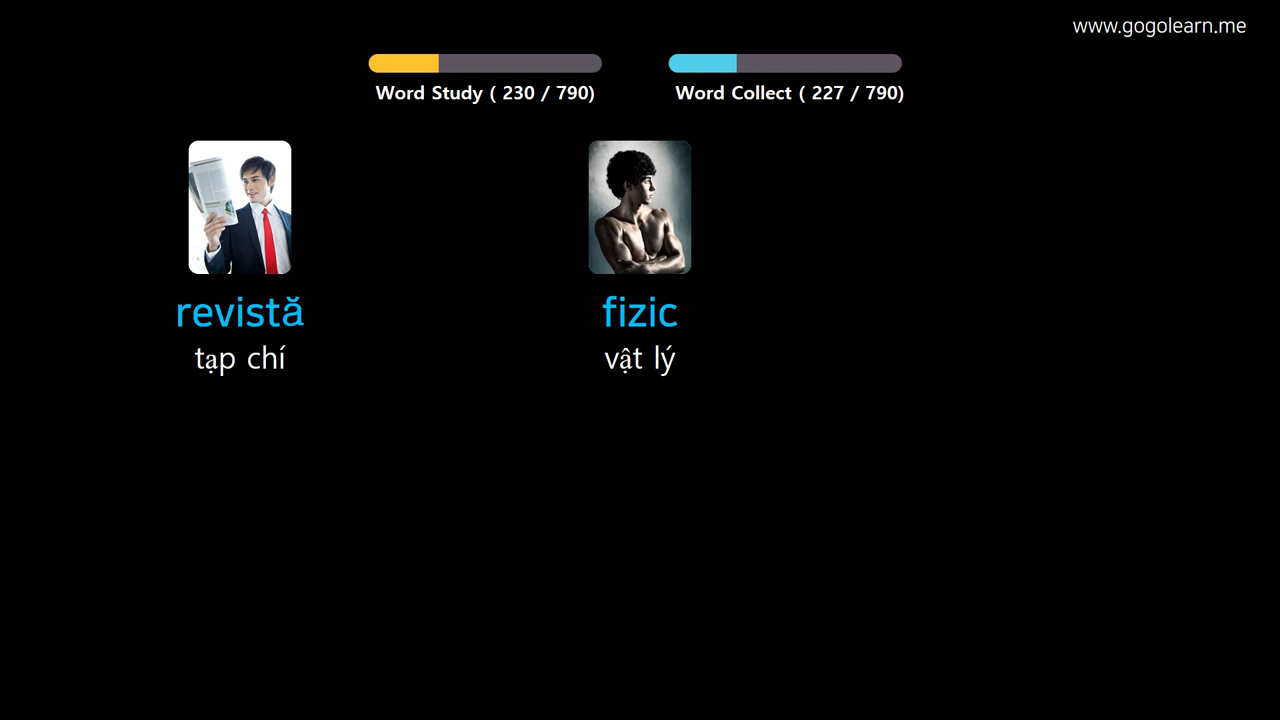 www.gogolearn.me
Word Study ( 230 / 790)
Word Collect ( 227 / 790)
revistă
tạp chí
fizic
vật lý